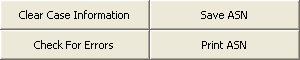 Clear Case Information
Save ASN
Check For Errors
Print ASN